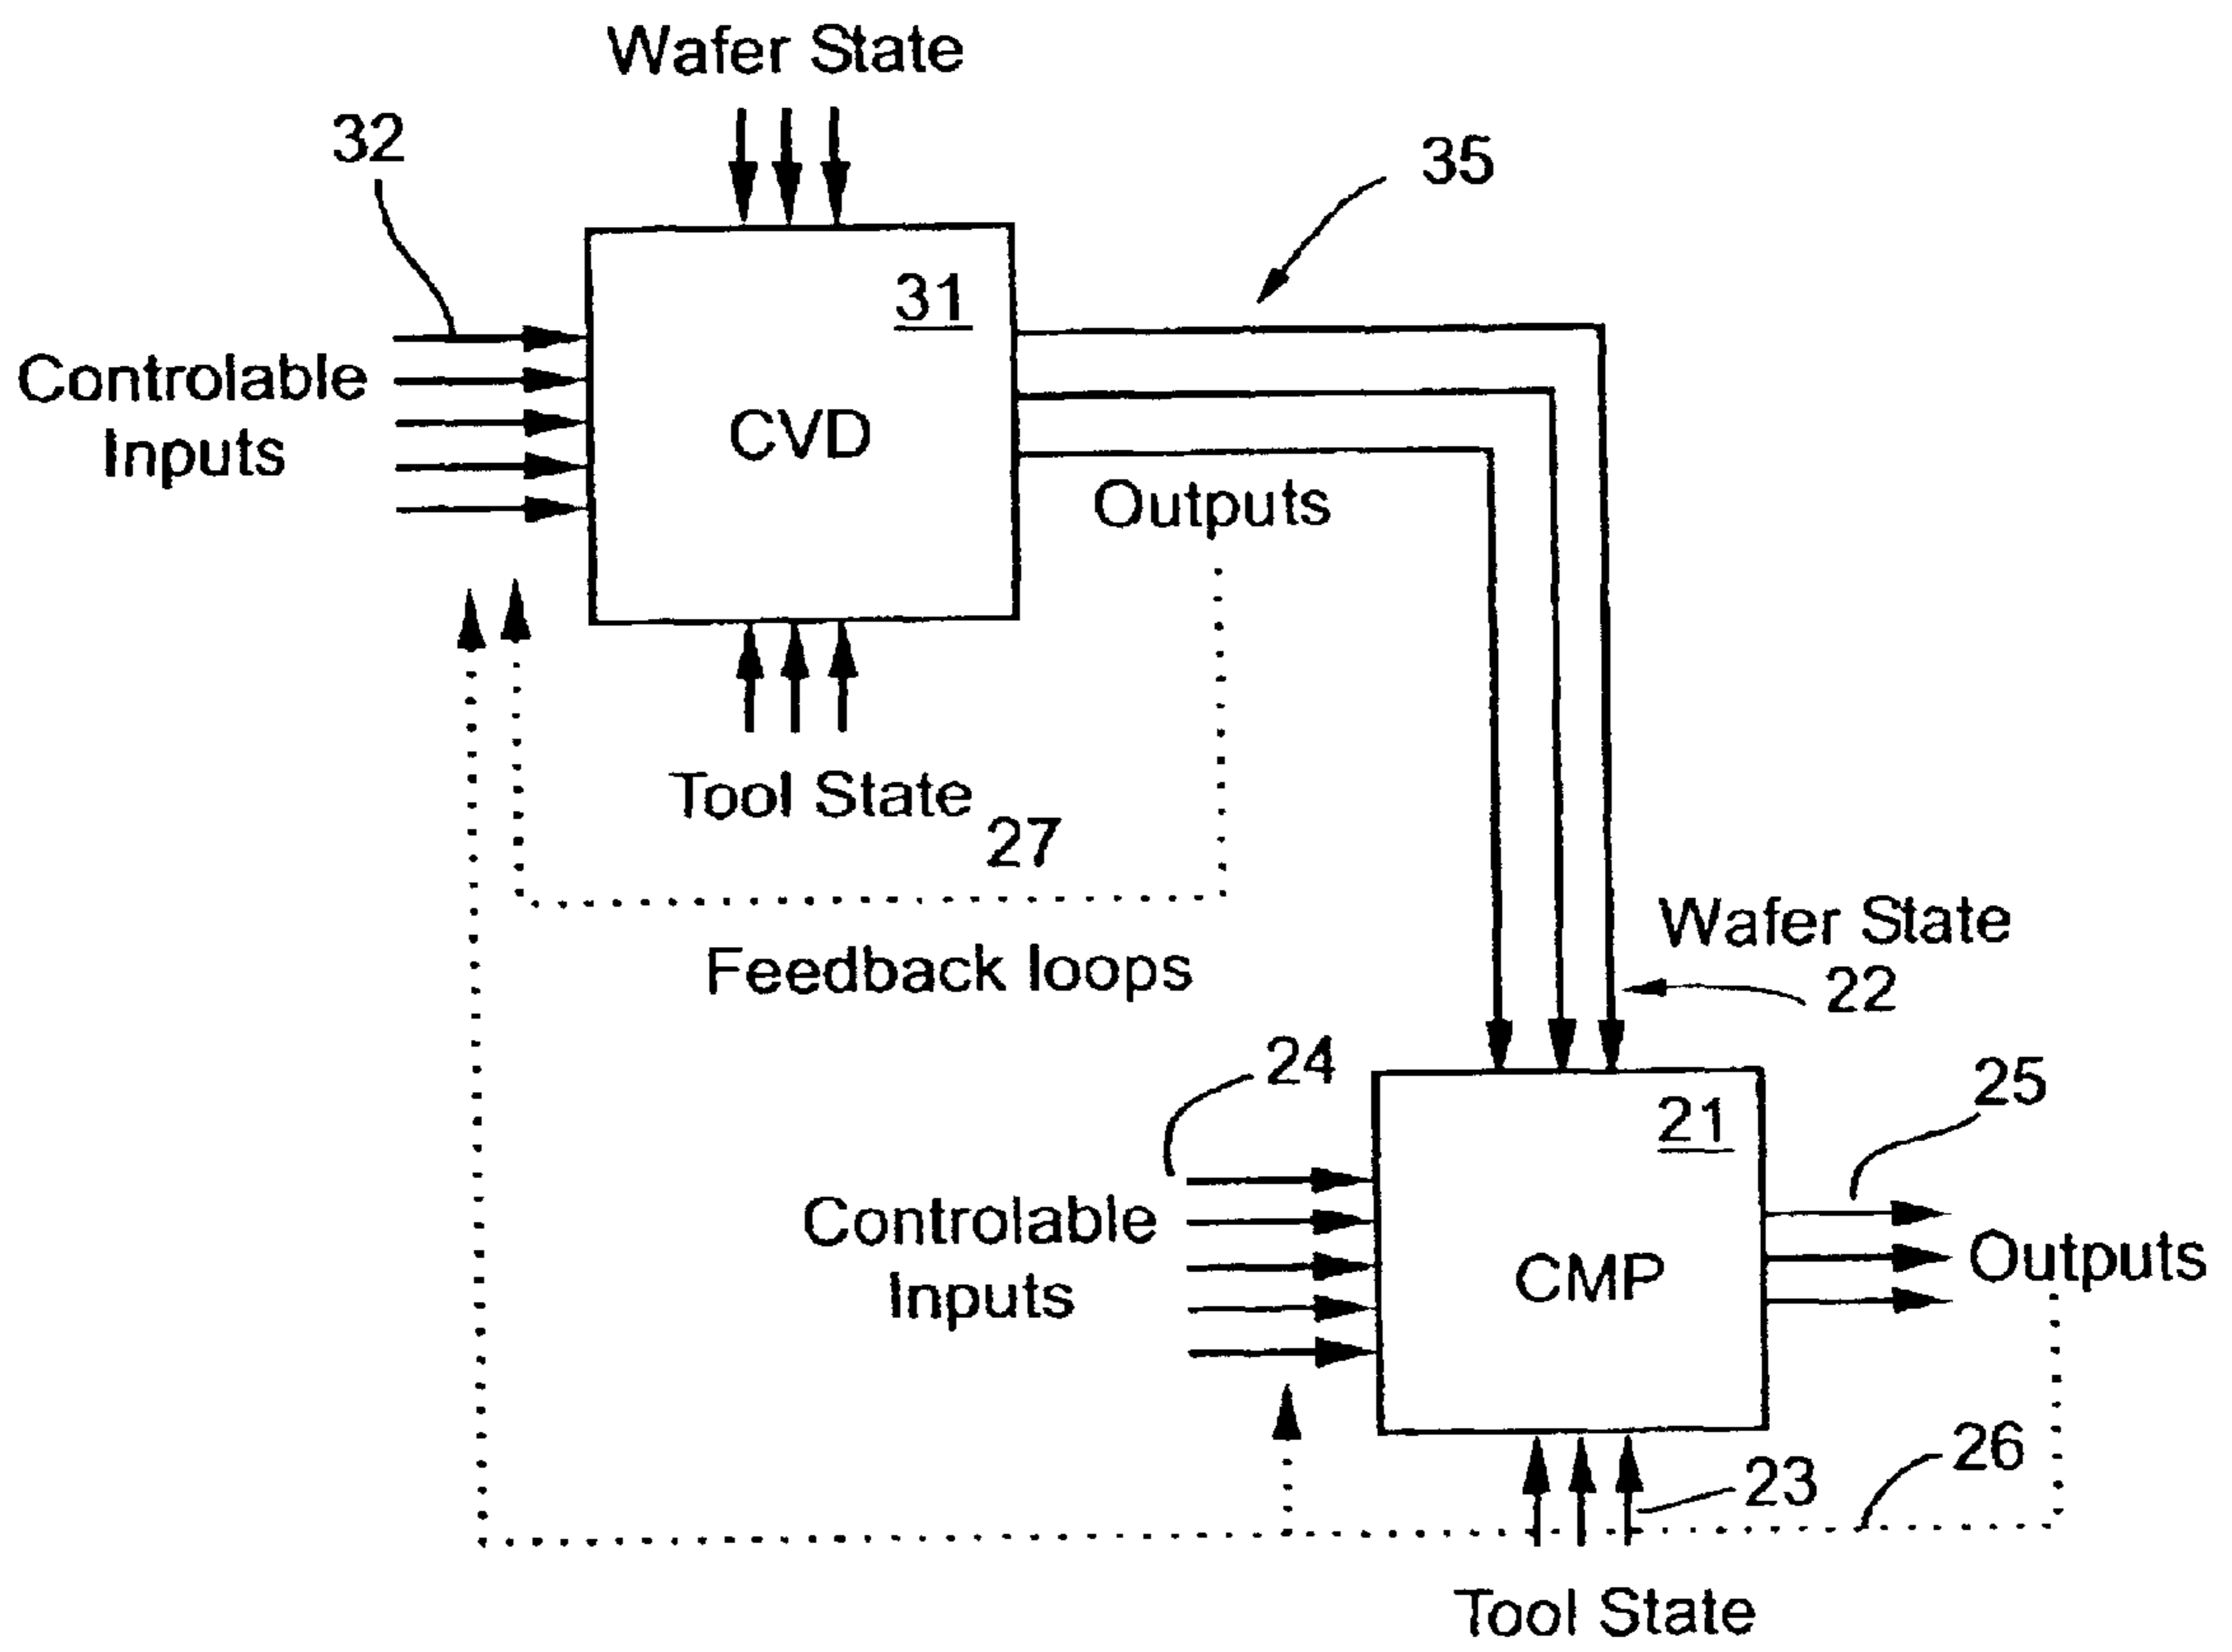 Wafer State
32
35
31
Controlable
Inputs
CVD
Outputs
Tool State
27
Feedback loops
Wafer State
22
24
25
21
Controlable
Inputs
CMP
Outputs
26
23
Tool State